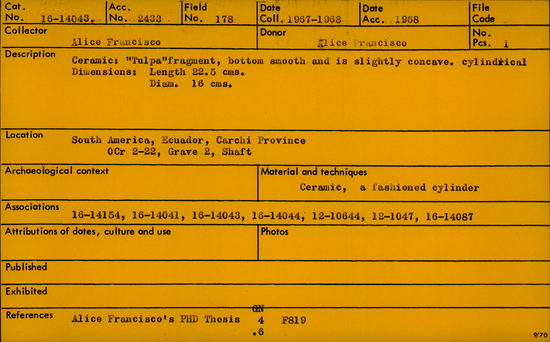 Cat. No. 16-14043, Acc. No. 2433 Field No. 178 Date Coll. 1967-1968 Date Acc. 1968 File Code
Collector Alice Francisco Donor Alice Francisco No. Pcs. 1
Description Ceramic: "Tulpa"fragment, bottom smooth and is slightly concave. cylindrical
Dimensions: Length 22.5 cms.
Diam. 16 cms.
Location South America, Ecuador, Carchi Province
OCr 2-22, Grave 2, Shaft
Archaeological context Material and techniques
Ceramic, a fashioned cylinder
Associations
16-14154, 16-14041, 16-14043, 16-14044, 12-10644, 12-1047, 16-14087
Attributions of dates, culture and use Photos
Published
Exhibited
References Alice Francisco's PHD Thesis GN 4 .6 F819
9/70